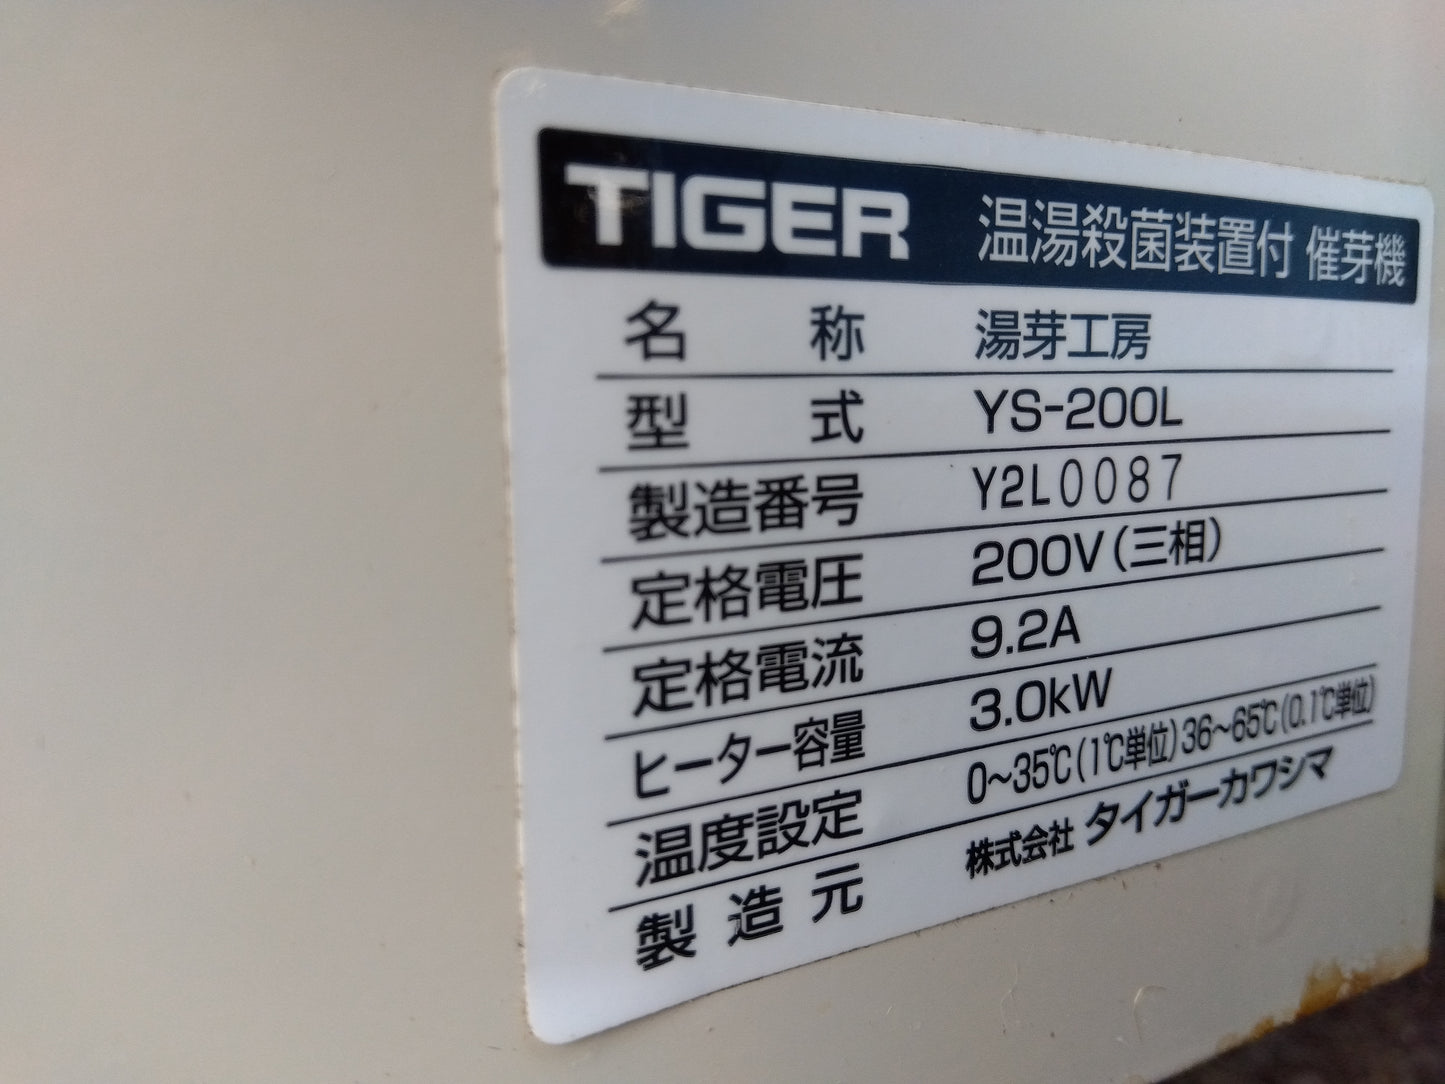 TIGER 温湯殺菌装置付 催芽機
名称 湯芽工房
型式 YS-200L
製造番号 Y2L0087
定格電圧 200V(三相)
定格電流 9.2A
ヒーター容量 3.0kW
温度設定 0～35℃(1℃単位)36～65℃(0.1℃単位)
製造元 株式会社 タイガーカワシマ